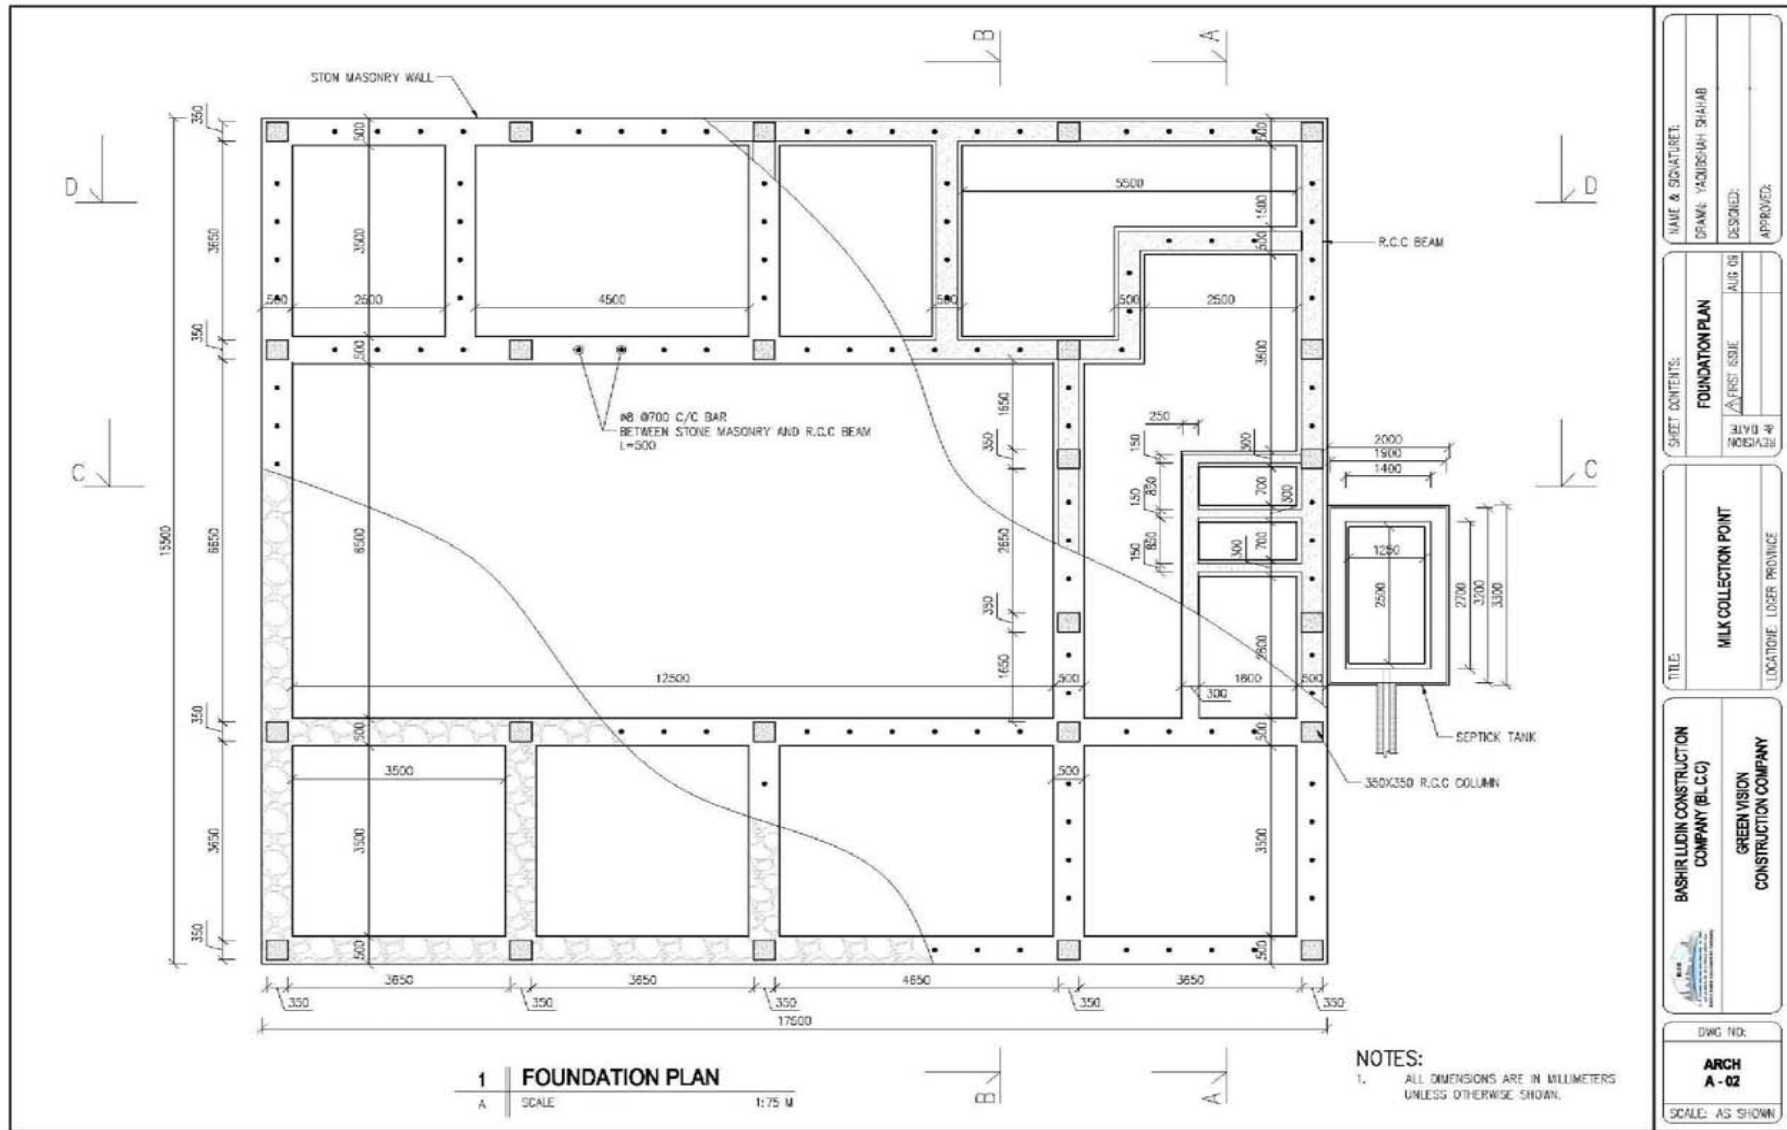 B
A
STON MASONRY WALL
350
500
500
D
D
5500
1500
500
R.C.C BEAM
3650
3500
500
2500
4500
500
500
2500
350
500
3600
Ø8 @700 C/C BAR
BETWEEN STONE MASONRY AND R.C.C BEAM
L=500
1650
350
250
150
300
2000
1900
1400
C
C
700
300
150
850
15500
6650
6500
2650
300
700
150
850
1250
2500
2700
3200
3300
350
1650
2800
12500
500
300
1800
500
350
500
500
SEPTICK TANK
3500
500
350X350 R.C.C COLUMN
3650
3500
3500
350
500
500
3650
3650
4650
3650
350
350
350
350
350
17500
1
A
FOUNDATION PLAN
SCALE
1:75 M
B
A
NOTES:
1. ALL DIMENSIONS ARE IN MILLIMETERS
UNLESS OTHERWISE SHOWN.
NAME & SIGNATURE:
DRAWN: YAQUBSHAH SHAHAB
DESIGNED:
APPROVED:
SHEET CONTENTS:
FOUNDATION PLAN
FIRST ISSUE
AUG 09
REVISION
& DATE
TITLE:
MILK COLLECTION POINT
LOCATIONE: LOGER PROVINCE
BASHIR LUDIN CONSTRUCTION
COMPANY (BL.C.C)
GREEN VISION
CONSTRUCTION COMPANY
DWG NO:
ARCH
A - 02
SCALE: AS SHOWN